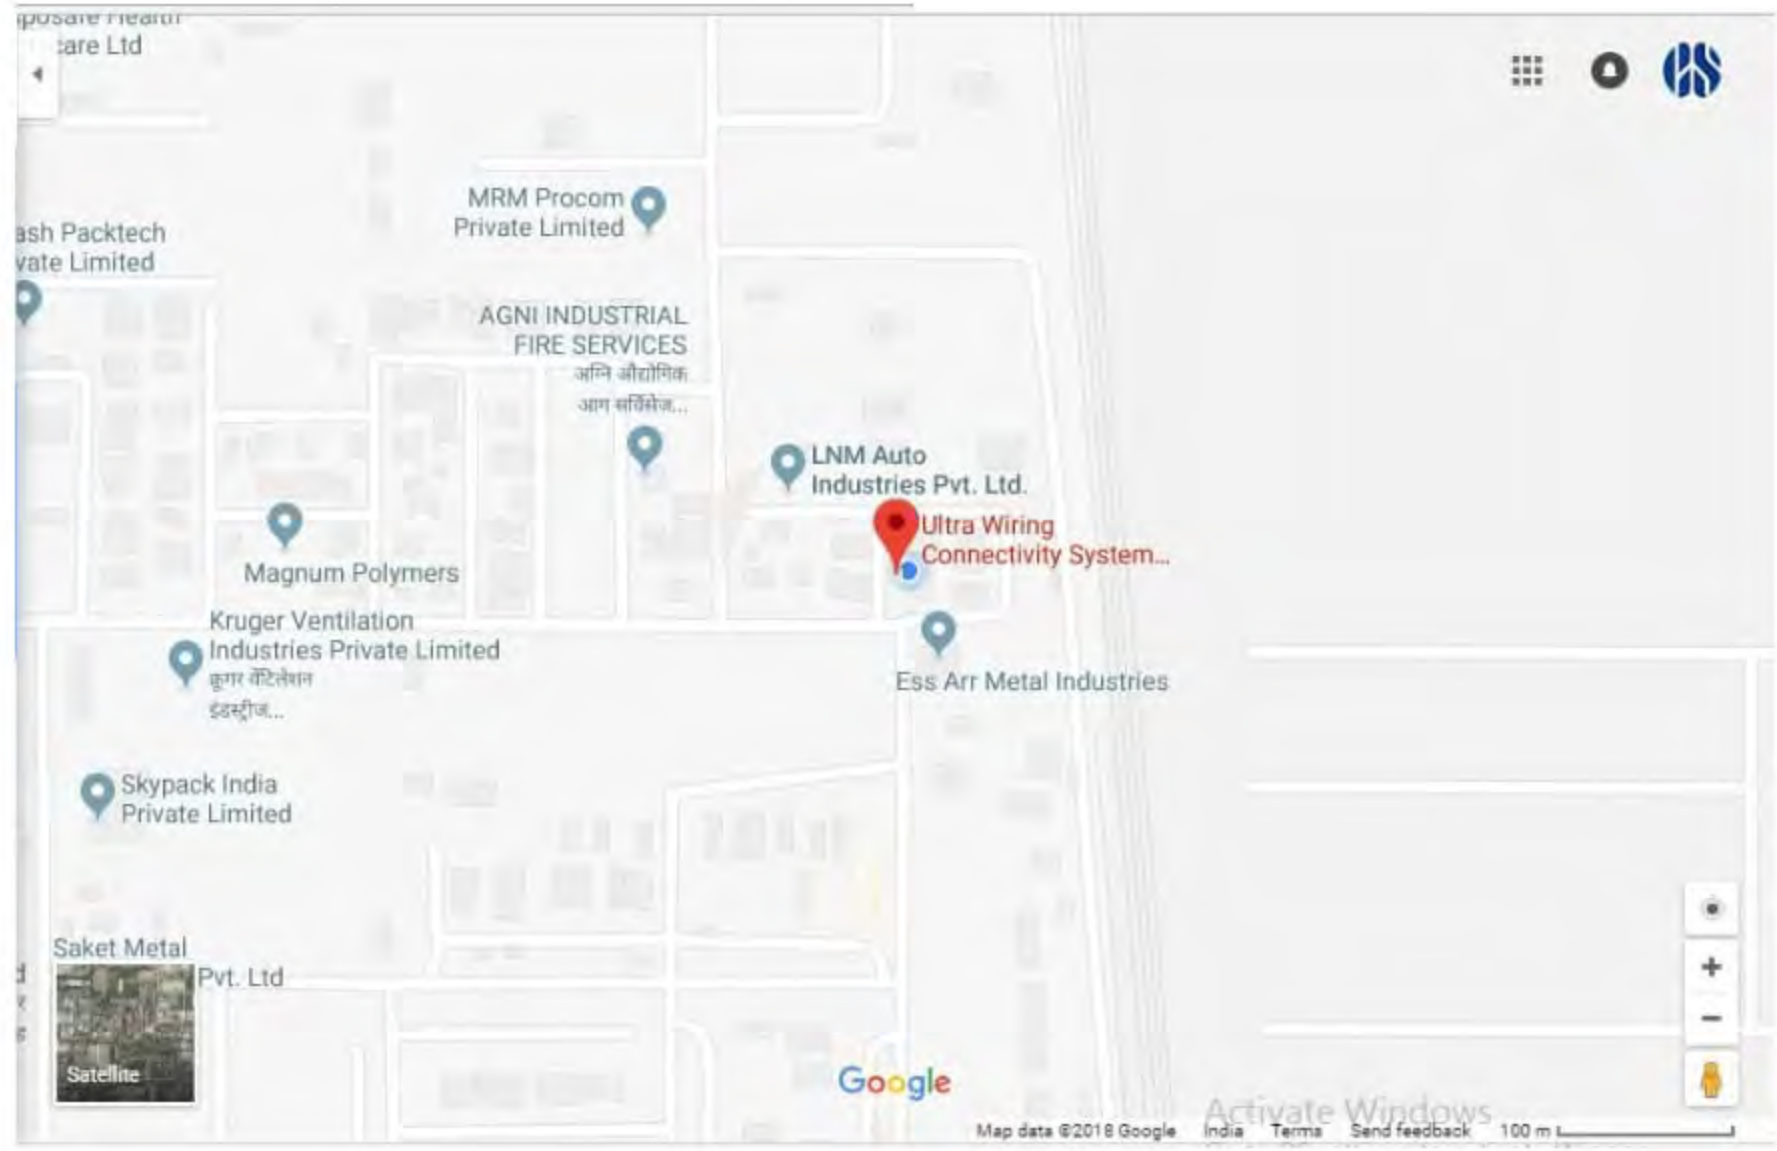 care Ltd
MRM Procom
Private Limited
ash Packtech
vate Limited
AGNI INDUSTRIAL
FIRE SERVICES
अग्नि औद्योगिक
आग सर्विसेज...
LNM Auto
Industries Pvt. Ltd.
Ultra Wiring
Connectivity System...
Magnum Polymers
Kruger Ventilation
Industries Private Limited
क्रूगर वेंटिलेशन
इंडस्ट्रीज...
Ess Arr Metal Industries
Skypack India
Private Limited
Saket Metal
Pvt. Ltd
Satellite
Google
Activate Windows
Map data ©2018 Google India Terms Send feedback 100 m